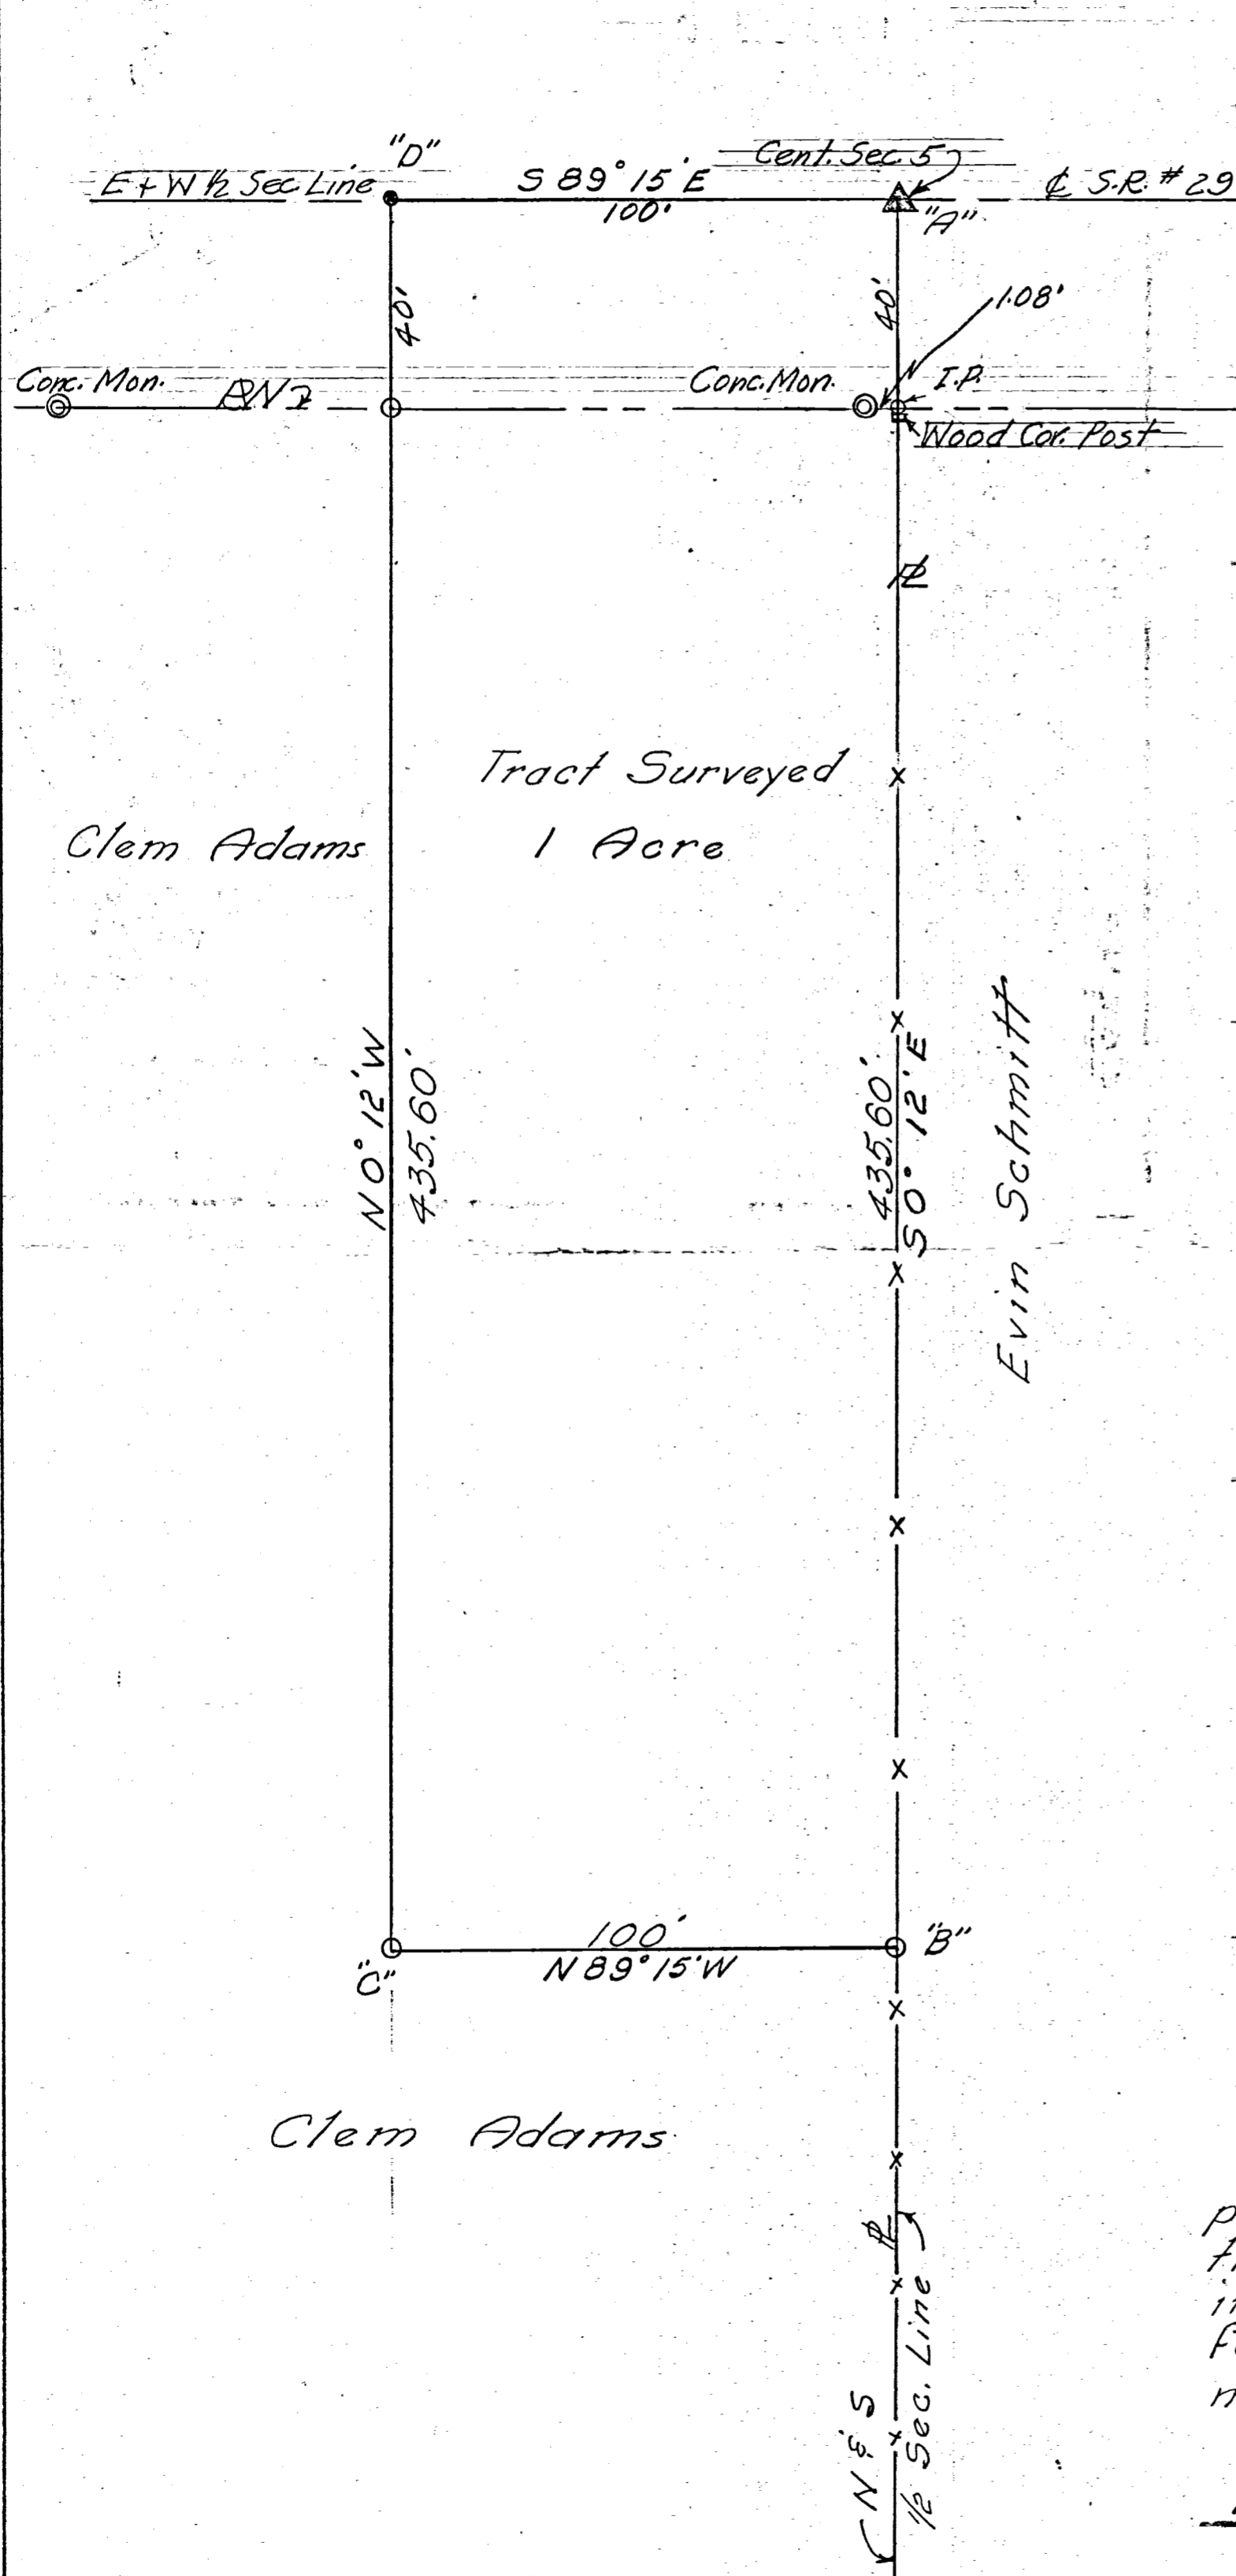 "D"
Cent. Sec. 5
E + W ½ Sec. Line
S 89° 15' E
100'
"A"
℄ S.R. # 29
40'
40'
1.08'
Conc. Mon.
Conc. Mon.
I.P.
Wood Cor. Post
℄
Tract Surveyed
1 Acre
Clem Adams
N 0° 12' W
435.60'
435.60'
S 0° 12' E
Evin Schmitt
100'
N 89° 15' W
"B"
"C"
Clem Adams
N & S
½ Sec. Line